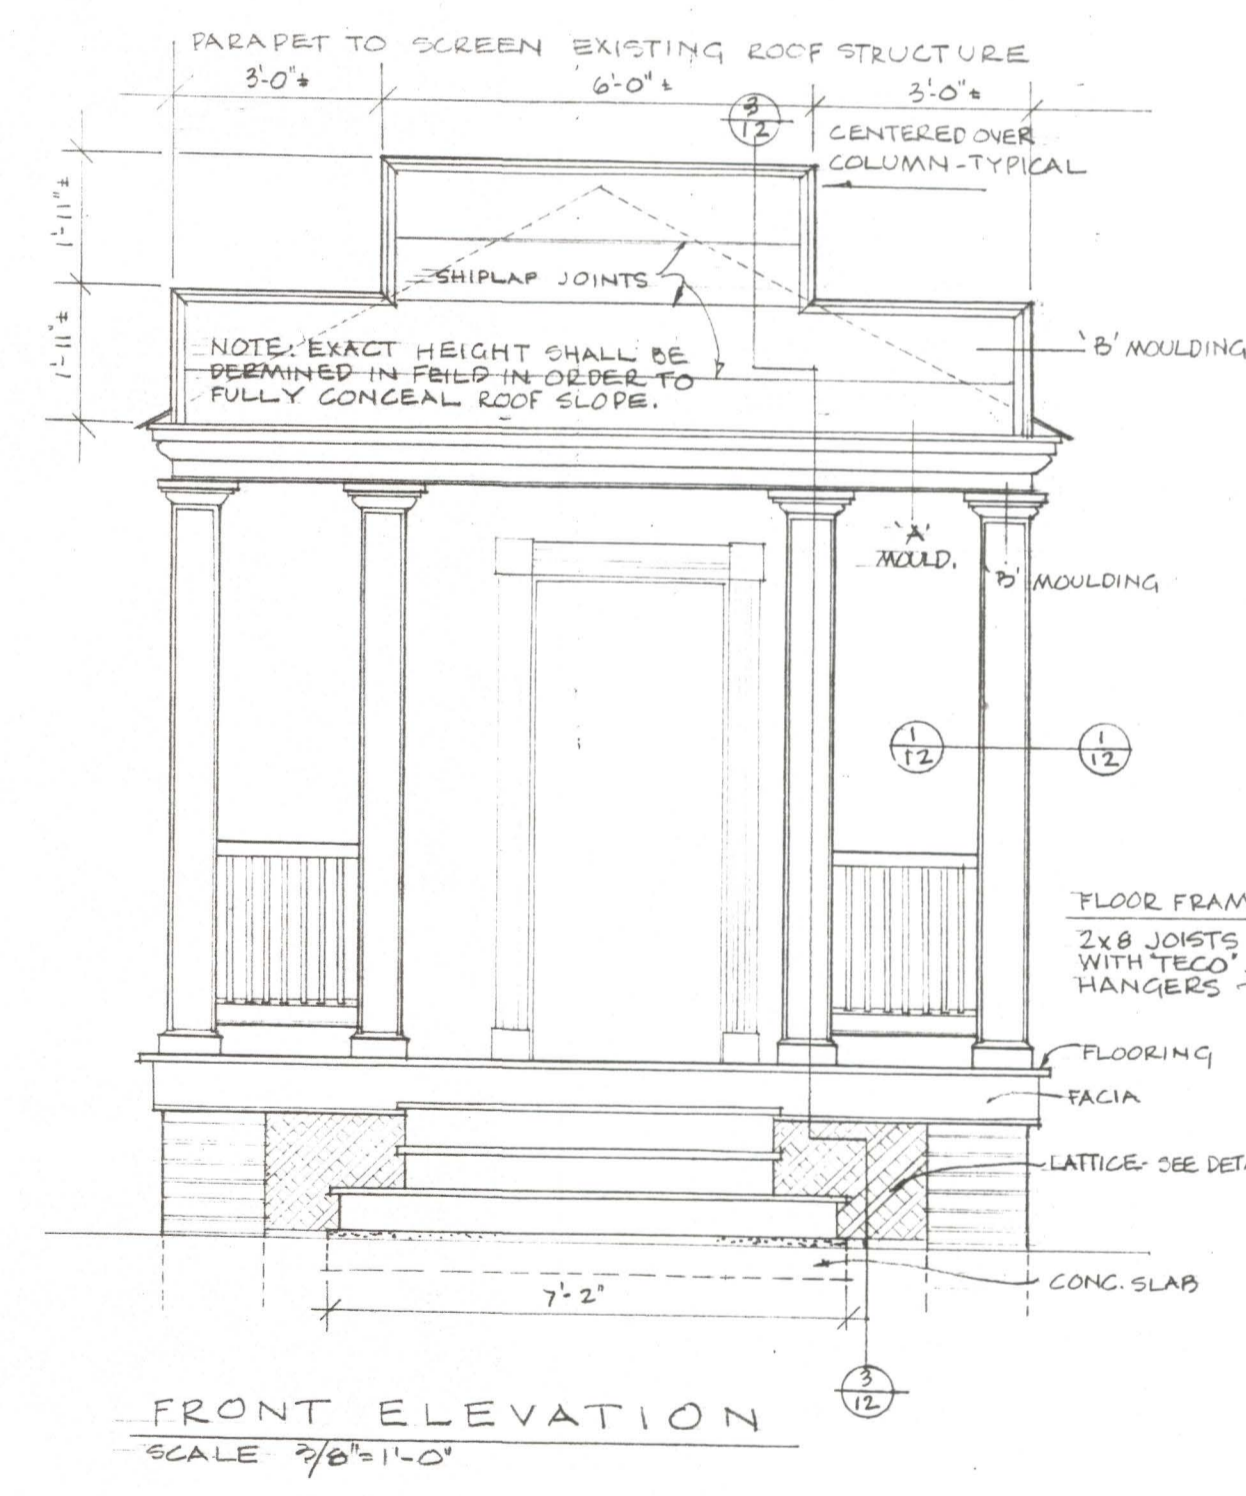 PARAPET TO SCREEN EXISTING ROOF STRUCTURE
3'-0"± 6'-0"± 3'-0"±
3
12
CENTERED OVER
COLUMN-TYPICAL
1'-11"±
SHIPLAP JOINTS
1'-11"±
NOTE: EXACT HEIGHT SHALL BE
DERMINED IN FEILD IN ORDER TO
FULLY CONCEAL ROOF SLOPE.
'B' MOULDING
'A'
MOULD.
'B' MOULDING
1
12
1
12
FLOOR FRAM
2x8 JOISTS
WITH 'TECO'
HANGERS -
FLOORING
FACIA
LATTICE- SEE DET
CONC. SLAB
7'-2"
3
12
FRONT ELEVATION
SCALE 3/8"=1'-0"